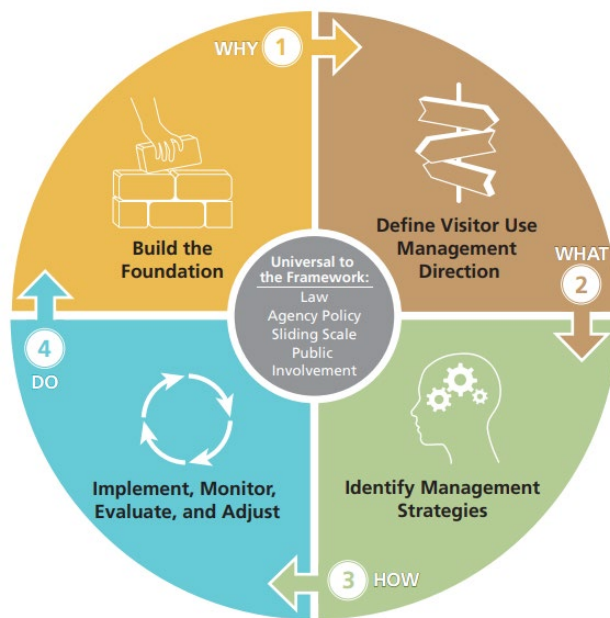 WHY 1
Build the
Foundation
Define Visitor Use
Management
Direction
WHAT
2
Universal to
the Framework:
Law
Agency Policy
Sliding Scale
Public
Involvement
Identify Management
Strategies
3 HOW
Implement, Monitor,
Evaluate, and Adjust
4
DO